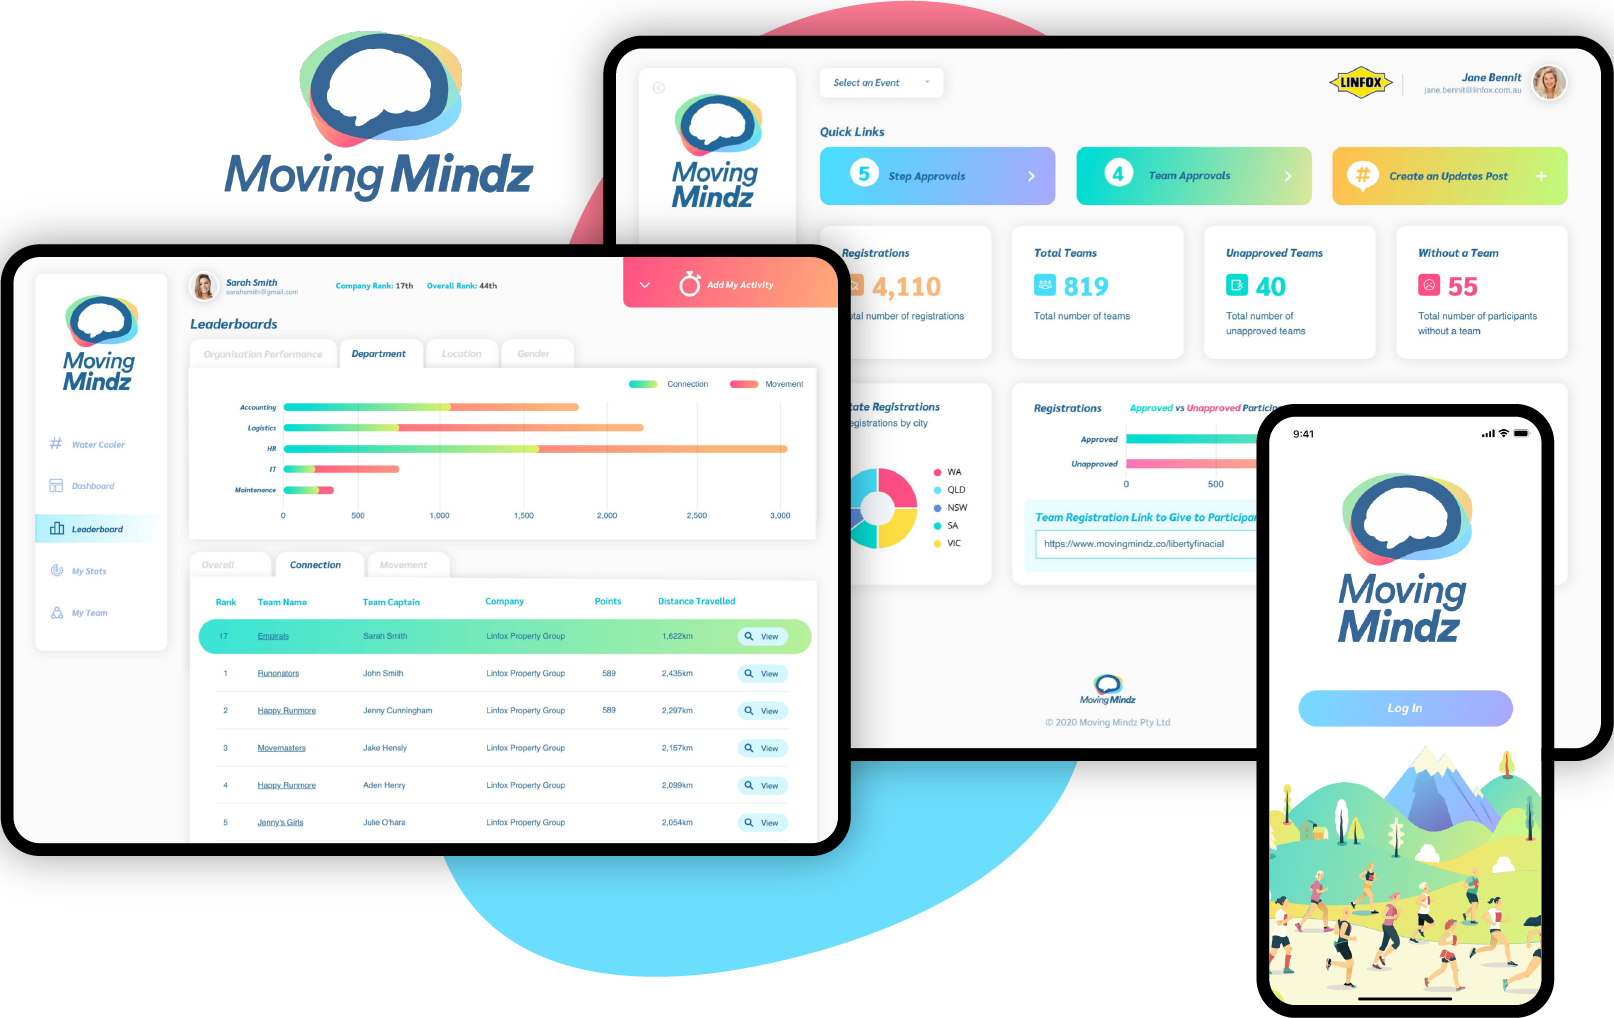 Moving Mindz
Select an Event
LINFOX
Jane Bennit
jane.bennit@linfox.com.au
Moving
Mindz
Quick Links
5 Step Approvals
4 Team Approvals
# Create an Updates Post +
Registrations
4,110
total number of registrations
Total Teams
819
Total number of teams
Unapproved Teams
40
Total number of
unapproved teams
Without a Team
55
Total number of participants
without a team
Registrations
registrations by city
WA
QLD
NSW
SA
VIC
Registrations
Approved vs Unapproved
Approved
Unapproved
0 500
Team Registration Link to Give to
https://www.movingmindz.co/libertyfinacial
Moving Mindz
© 2020 Moving Mindz Pty Ltd
Moving
Mindz
# Water Cooler
Dashboard
Leaderboard
My Stats
My Team
Sarah Smith
sarahsmith@gmail.com
Company Rank: 17th Overall Rank: 44th
Add My Activity
Leaderboards
Organisation Performance Department Location Gender
Connection Movement
Accounting
Logistics
HR
IT
Maintenance
0 500 1,000 1,500 2,000 2,500 3,000
Overall Connection Movement
Rank Team Name Team Captain Company Points Distance Travelled
17 Empirals Sarah Smith Linfox Property Group 1,622km View
1 Runonators John Smith Linfox Property Group 589 2,435km View
2 Happy Runmore Jenny Cunningham Linfox Property Group 589 2,297km View
3 Movemasters Jake Hensly Linfox Property Group 2,157km View
4 Happy Runmore Aden Henry Linfox Property Group 2,099km View
5 Jenny's Girls Julie O'hara Linfox Property Group 2,054km View
9:41
Moving
Mindz
Log In